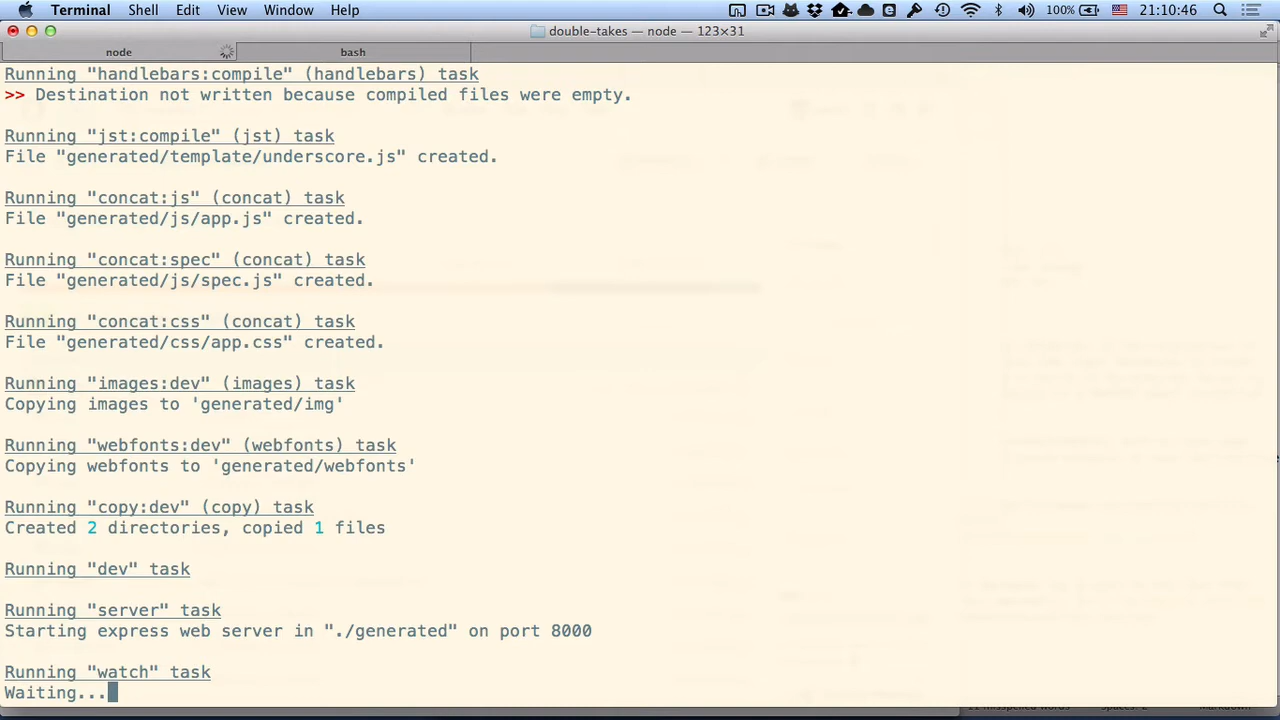 Terminal Shell Edit View Window Help 100% 21:10:46
double-takes — node — 123×31
node bash
Running "handlebars:compile" (handlebars) task
>> Destination not written because compiled files were empty.
Running "jst:compile" (jst) task
File "generated/template/underscore.js" created.
Running "concat:js" (concat) task
File "generated/js/app.js" created.
Running "concat:spec" (concat) task
File "generated/js/spec.js" created.
Running "concat:css" (concat) task
File "generated/css/app.css" created.
Running "images:dev" (images) task
Copying images to 'generated/img'
Running "webfonts:dev" (webfonts) task
Copying webfonts to 'generated/webfonts'
Running "copy:dev" (copy) task
Created 2 directories, copied 1 files
Running "dev" task
Running "server" task
Starting express web server in "./generated" on port 8000
Running "watch" task
Waiting...
misspelled words Spaces: 2 Markdown